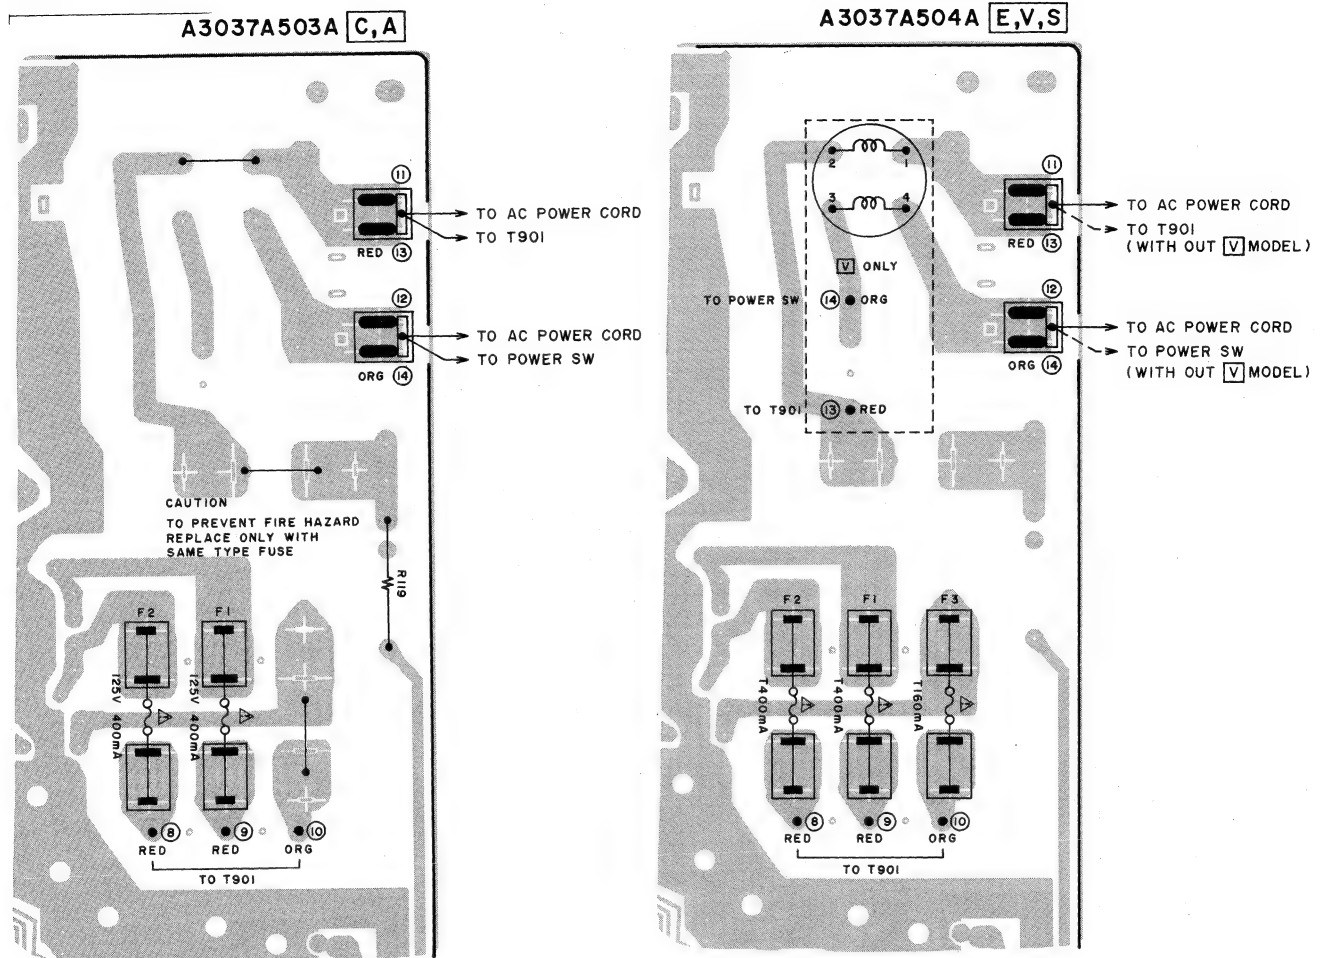 A3037A503A C,A
11
TO AC POWER CORD
TO T901
RED 13
12
TO AC POWER CORD
TO POWER SW
ORG 14
CAUTION
TO PREVENT FIRE HAZARD
REPLACE ONLY WITH
SAME TYPE FUSE
R119
F2 F1
125V 400mA
125V 400mA
8 9 10
RED RED ORG
TO T901
A3037A504A E,V,S
2 1
3 4
V ONLY
TO POWER SW 14 ORG
TO T901 13 RED
11
TO AC POWER CORD
TO T901
RED 13 (WITH OUT V MODEL)
12
TO AC POWER CORD
TO POWER SW
ORG 14 (WITH OUT V MODEL)
F2 F1 F3
T400mA
T400mA
T160mA
8 9 10
RED RED ORG
TO T901